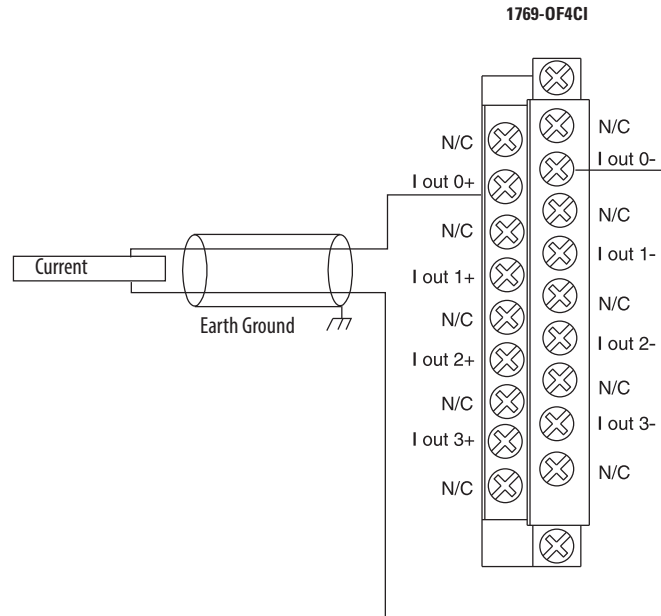 1769-OF4CI
N/C
N/C
I out 0-
I out 0+
N/C
N/C
I out 1-
Current
I out 1+
N/C
Earth Ground
N/C
I out 2-
I out 2+
N/C
N/C
I out 3-
I out 3+
N/C
N/C